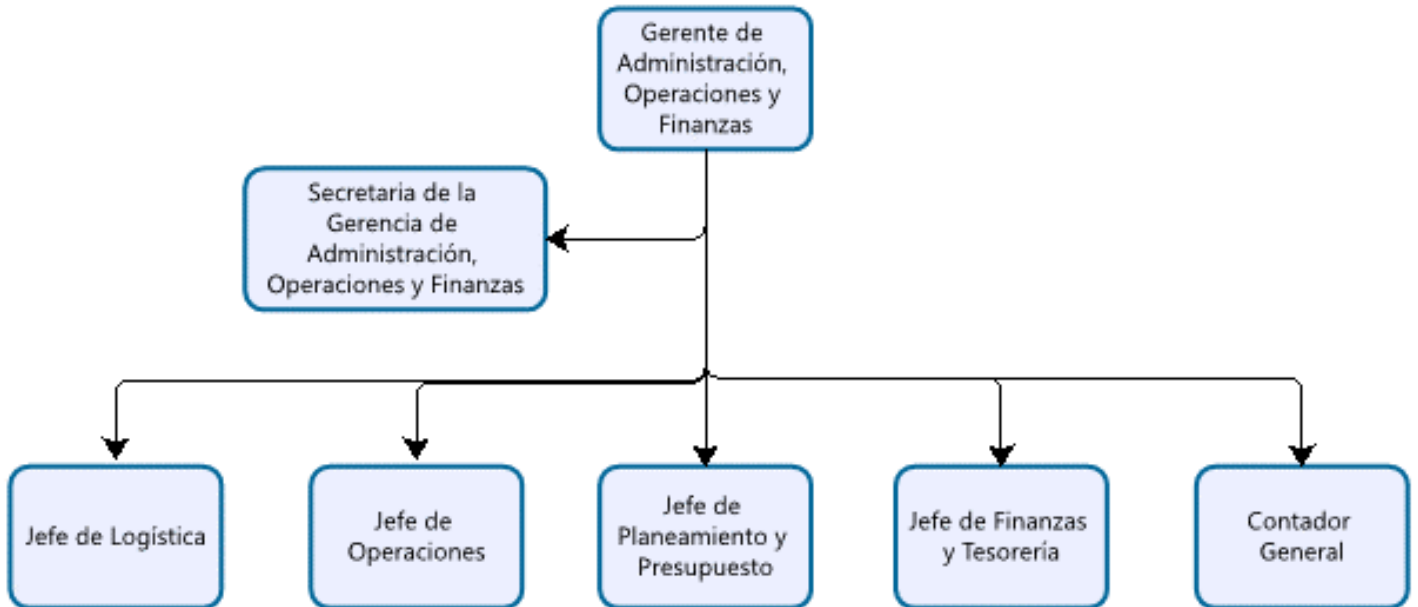 Gerente de
Administración,
Operaciones y
Finanzas
Secretaria de la
Gerencia de
Administración,
Operaciones y Finanzas
Jefe de Logística
Jefe de
Operaciones
Jefe de
Planeamiento y
Presupuesto
Jefe de Finanzas
y Tesorería
Contador
General